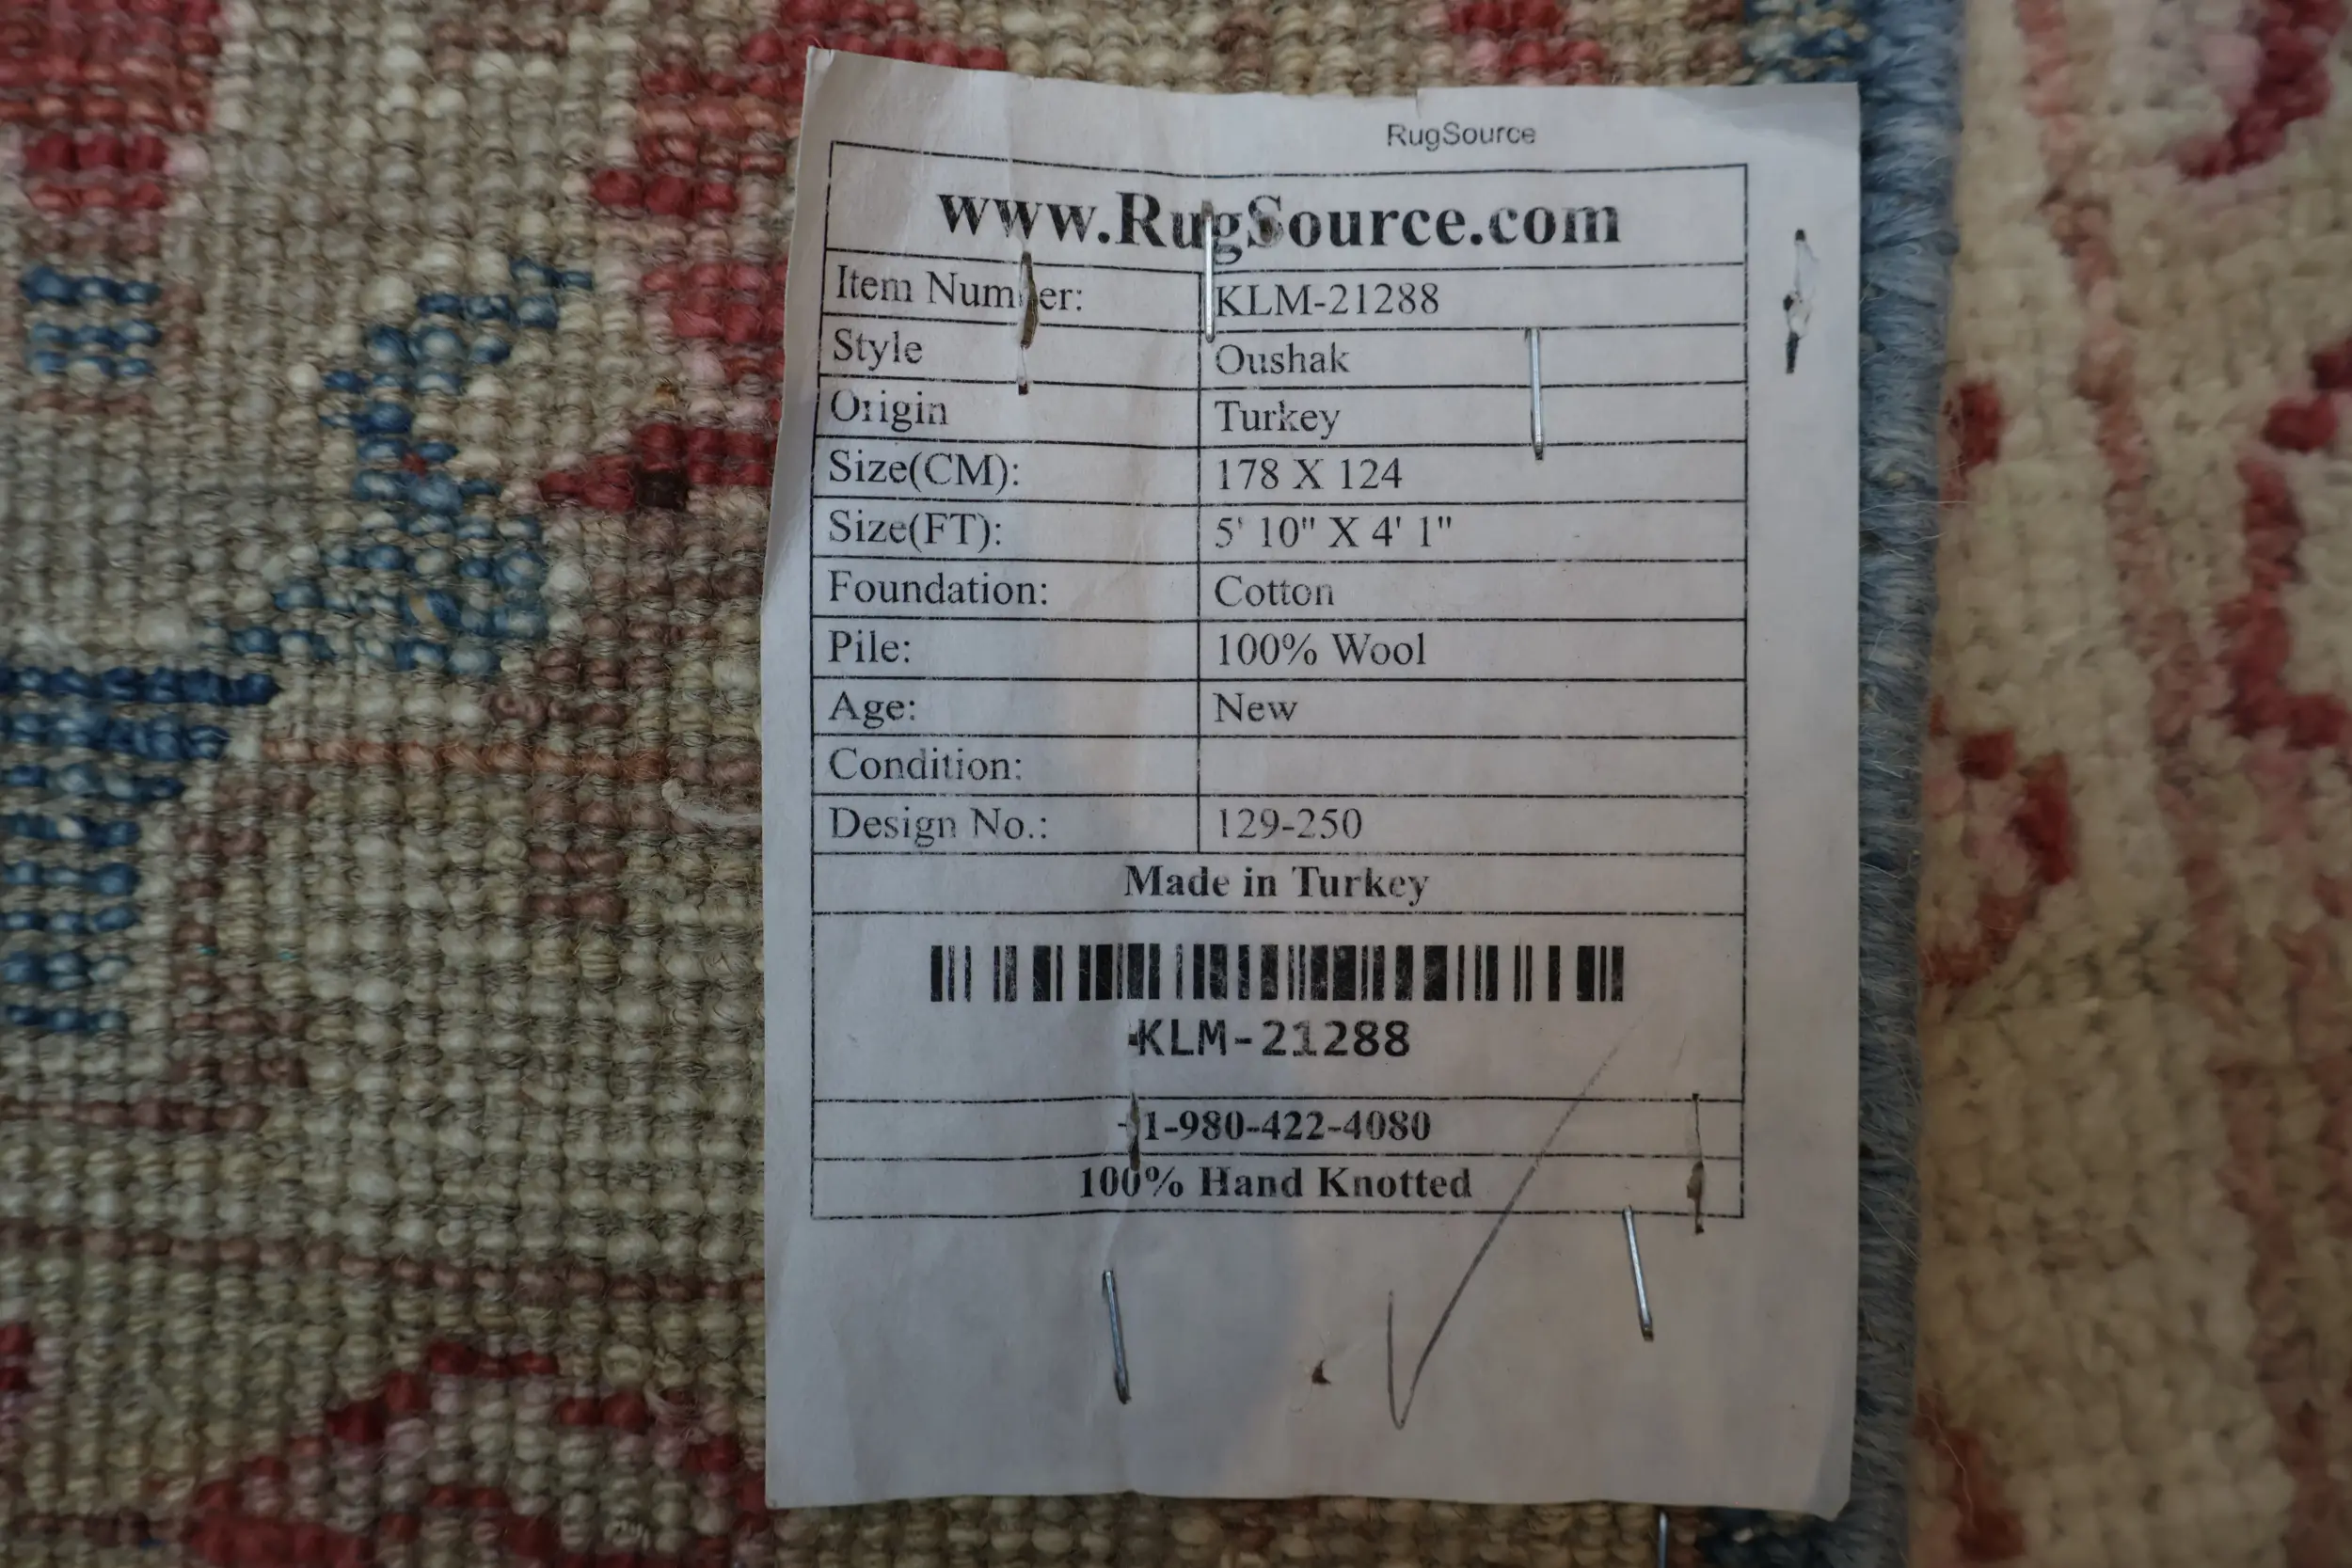 RugSource
www.RugSource.com
Item Number: KLM-21288
Style Oushak
Origin Turkey
Size(CM): 178 X 124
Size(FT): 5' 10" X 4' 1"
Foundation: Cotton
Pile: 100% Wool
Age: New
Condition:
Design No.: 129-250
Made in Turkey
KLM-21288
+1-980-422-4080
100% Hand Knotted